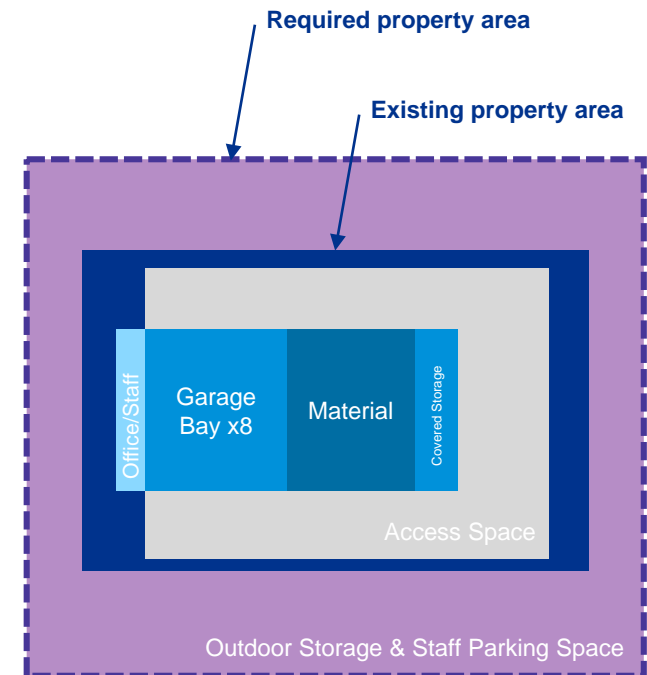 Required property area
Existing property area
Office/Staff
Garage
Bay x8
Material
Covered Storage
Access Space
Outdoor Storage & Staff Parking Space